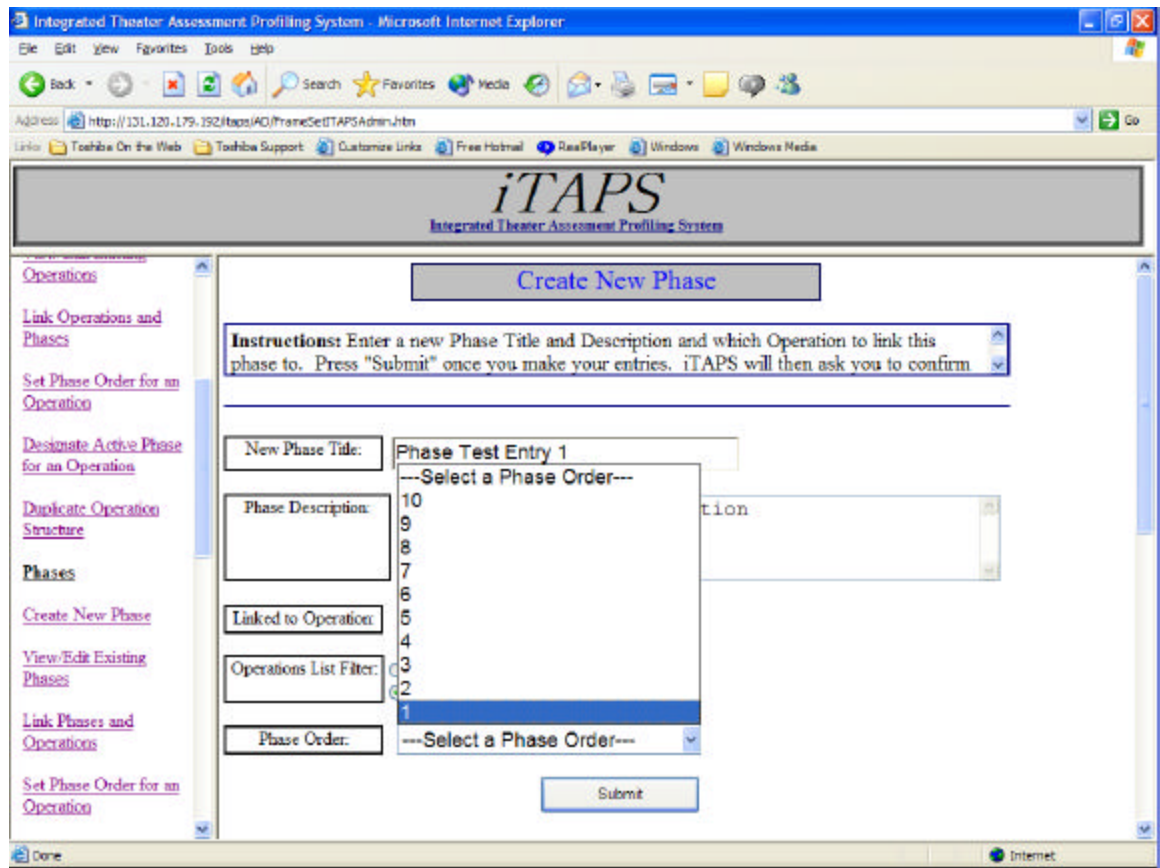 Integrated Theater Assessment Profiling System - Microsoft Internet Explorer
File Edit View Favorites Tools Help
Back Search Favorites Media
Address http://131.120.179.192/itaps/AO/FrameSetITAPSAdmin.htm Go
Links Toshiba On the Web Toshiba Support Customize Links Free Hotmail RealPlayer Windows Windows Media
iTAPS
Integrated Theater Assessment Profiling System
Operations
Link Operations and
Phases
Set Phase Order for an
Operation
Designate Active Phase
for an Operation
Duplicate Operation
Structure
Phases
Create New Phase
View/Edit Existing
Phases
Link Phases and
Operations
Set Phase Order for an
Operation
Create New Phase
Instructions: Enter a new Phase Title and Description and which Operation to link this
phase to. Press "Submit" once you make your entries. iTAPS will then ask you to confirm
New Phase Title: Phase Test Entry 1
---Select a Phase Order---
10
Phase Description: tion
9
8
7
6
Linked to Operation: 5
4
Operations List Filter: 3
2
1
Phase Order: ---Select a Phase Order---
Submit
Done Internet